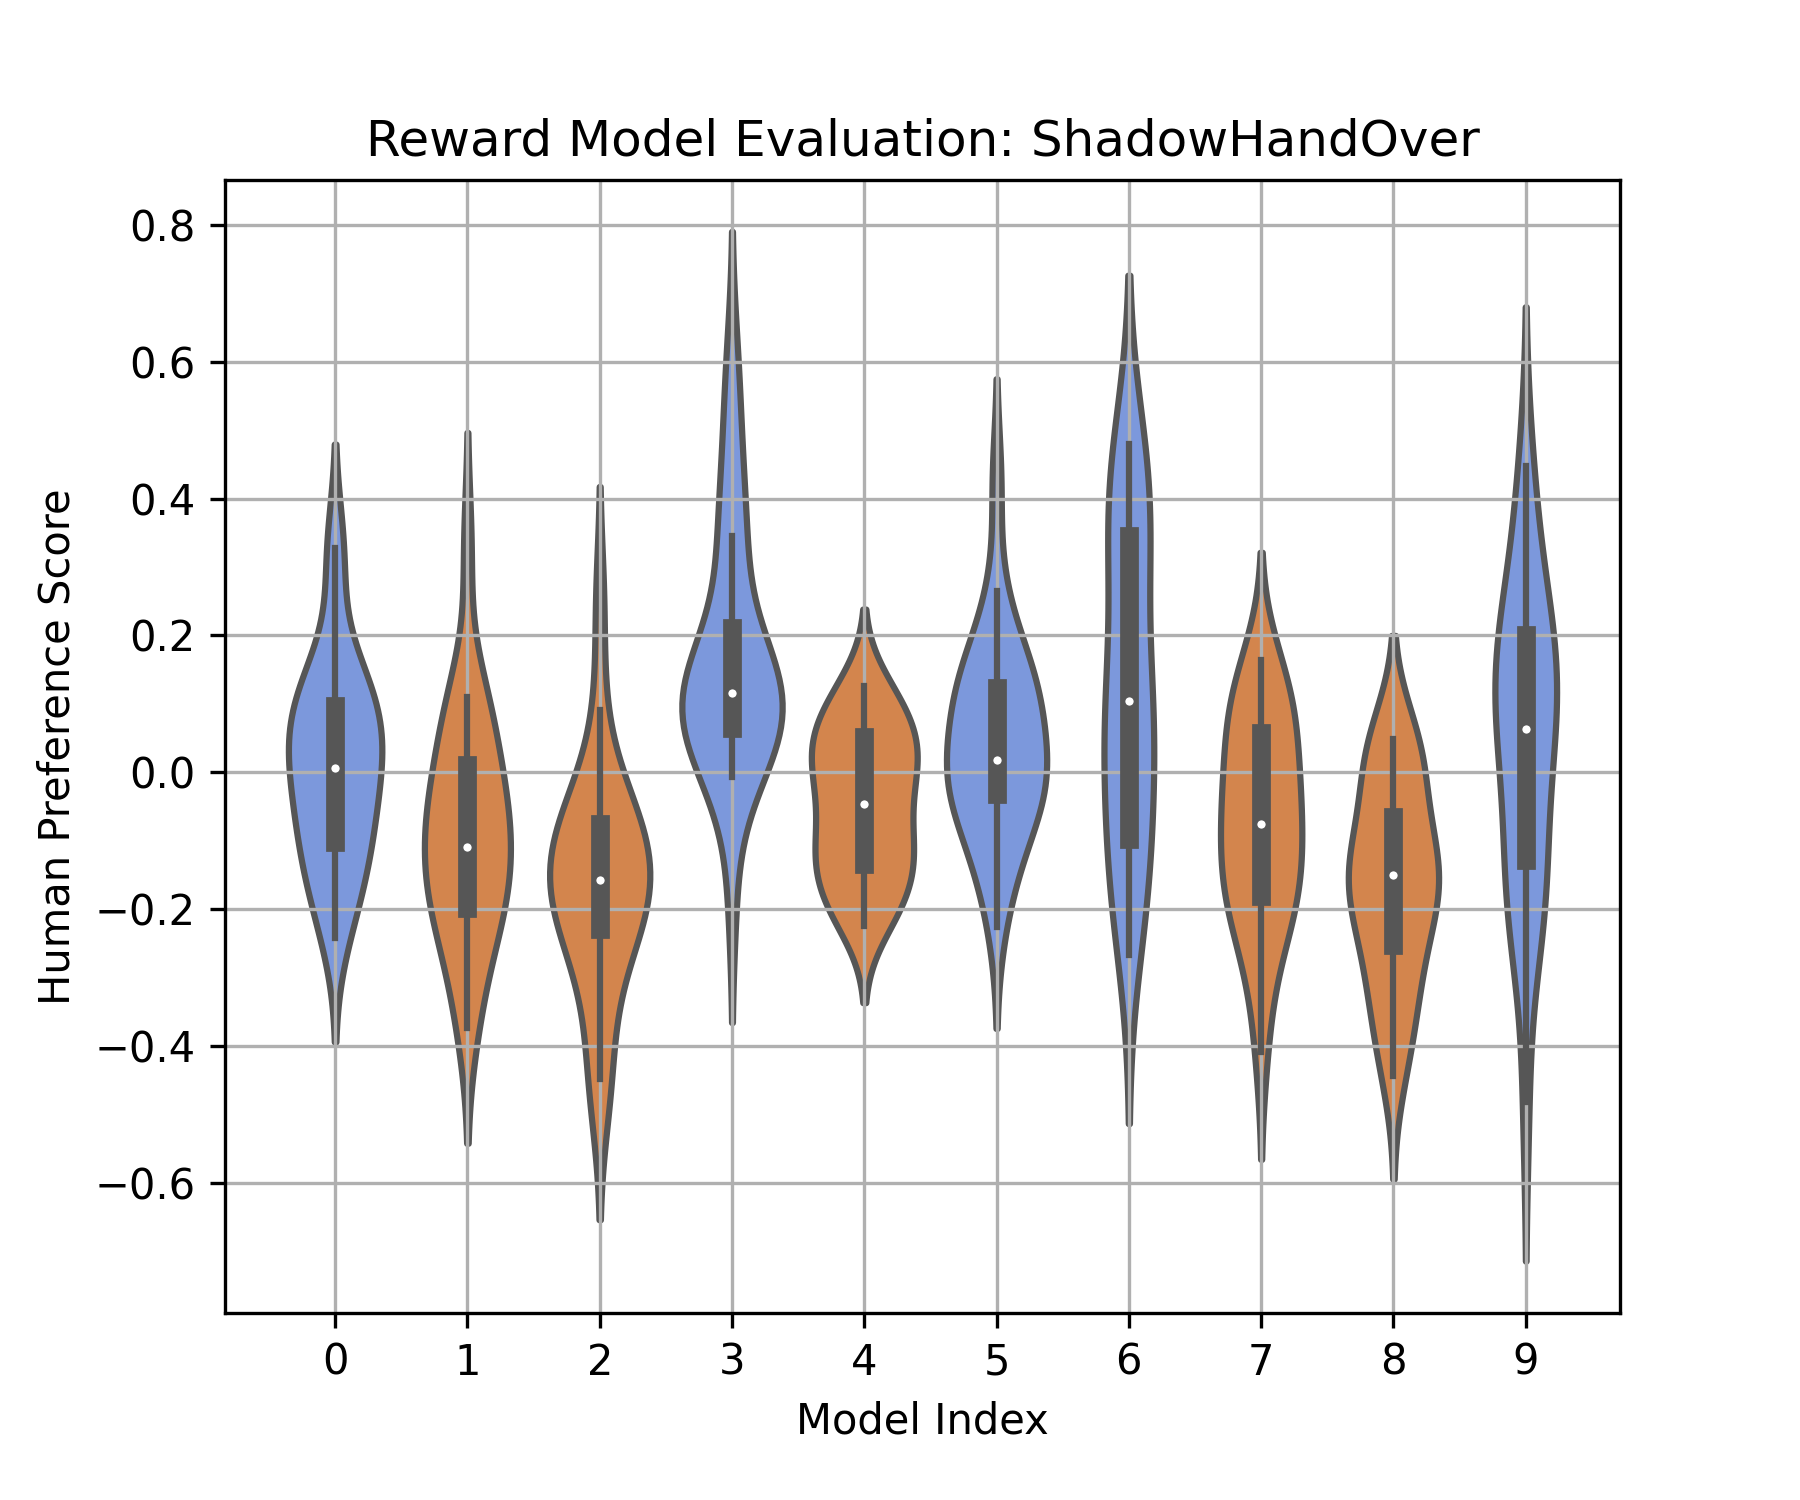 Reward Model Evaluation: ShadowHandOver
Human Preference Score
0.8
0.6
0.4
0.2
0.0
−0.2
−0.4
−0.6
0 1 2 3 4 5 6 7 8 9
Model Index